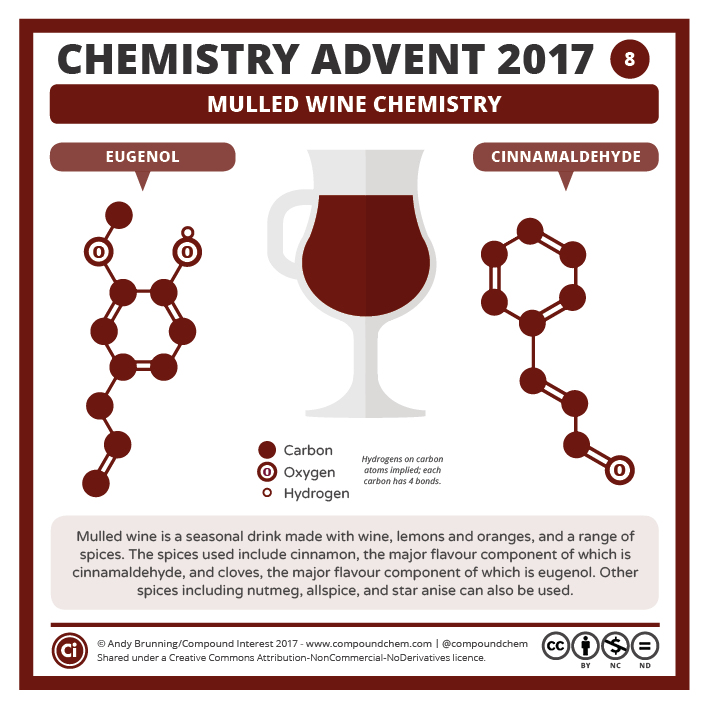 CHEMISTRY ADVENT 2017 8
MULLED WINE CHEMISTRY
EUGENOL
CINNAMALDEHYDE
O
O
O
Carbon
O Oxygen
Hydrogen
Hydrogens on carbon
atoms implied; each
carbon has 4 bonds.
Mulled wine is a seasonal drink made with wine, lemons and oranges, and a range of
spices. The spices used include cinnamon, the major flavour component of which is
cinnamaldehyde, and cloves, the major flavour component of which is eugenol. Other
spices including nutmeg, allspice, and star anise can also be used.
Ci
© Andy Brunning/Compound Interest 2017 - www.compoundchem.com | @compoundchem
Shared under a Creative Commons Attribution-NonCommercial-NoDerivatives licence.
cc
BY NC ND